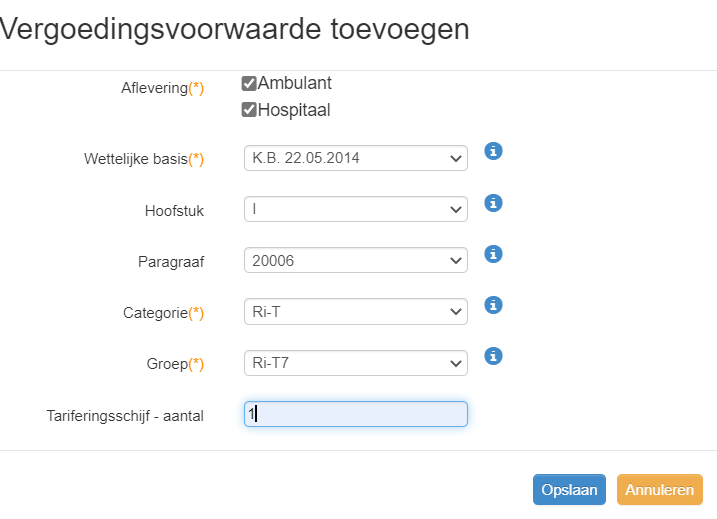 Vergoedingsvoorwaarde toevoegen
Aflevering(*) Ambulant
Hospitaal
Wettelijke basis(*) K.B. 22.05.2014
Hoofstuk I
Paragraaf 20006
Categorie(*) Ri-T
Groep(*) Ri-T7
Tariferingsschijf - aantal 1
Opslaan Annuleren